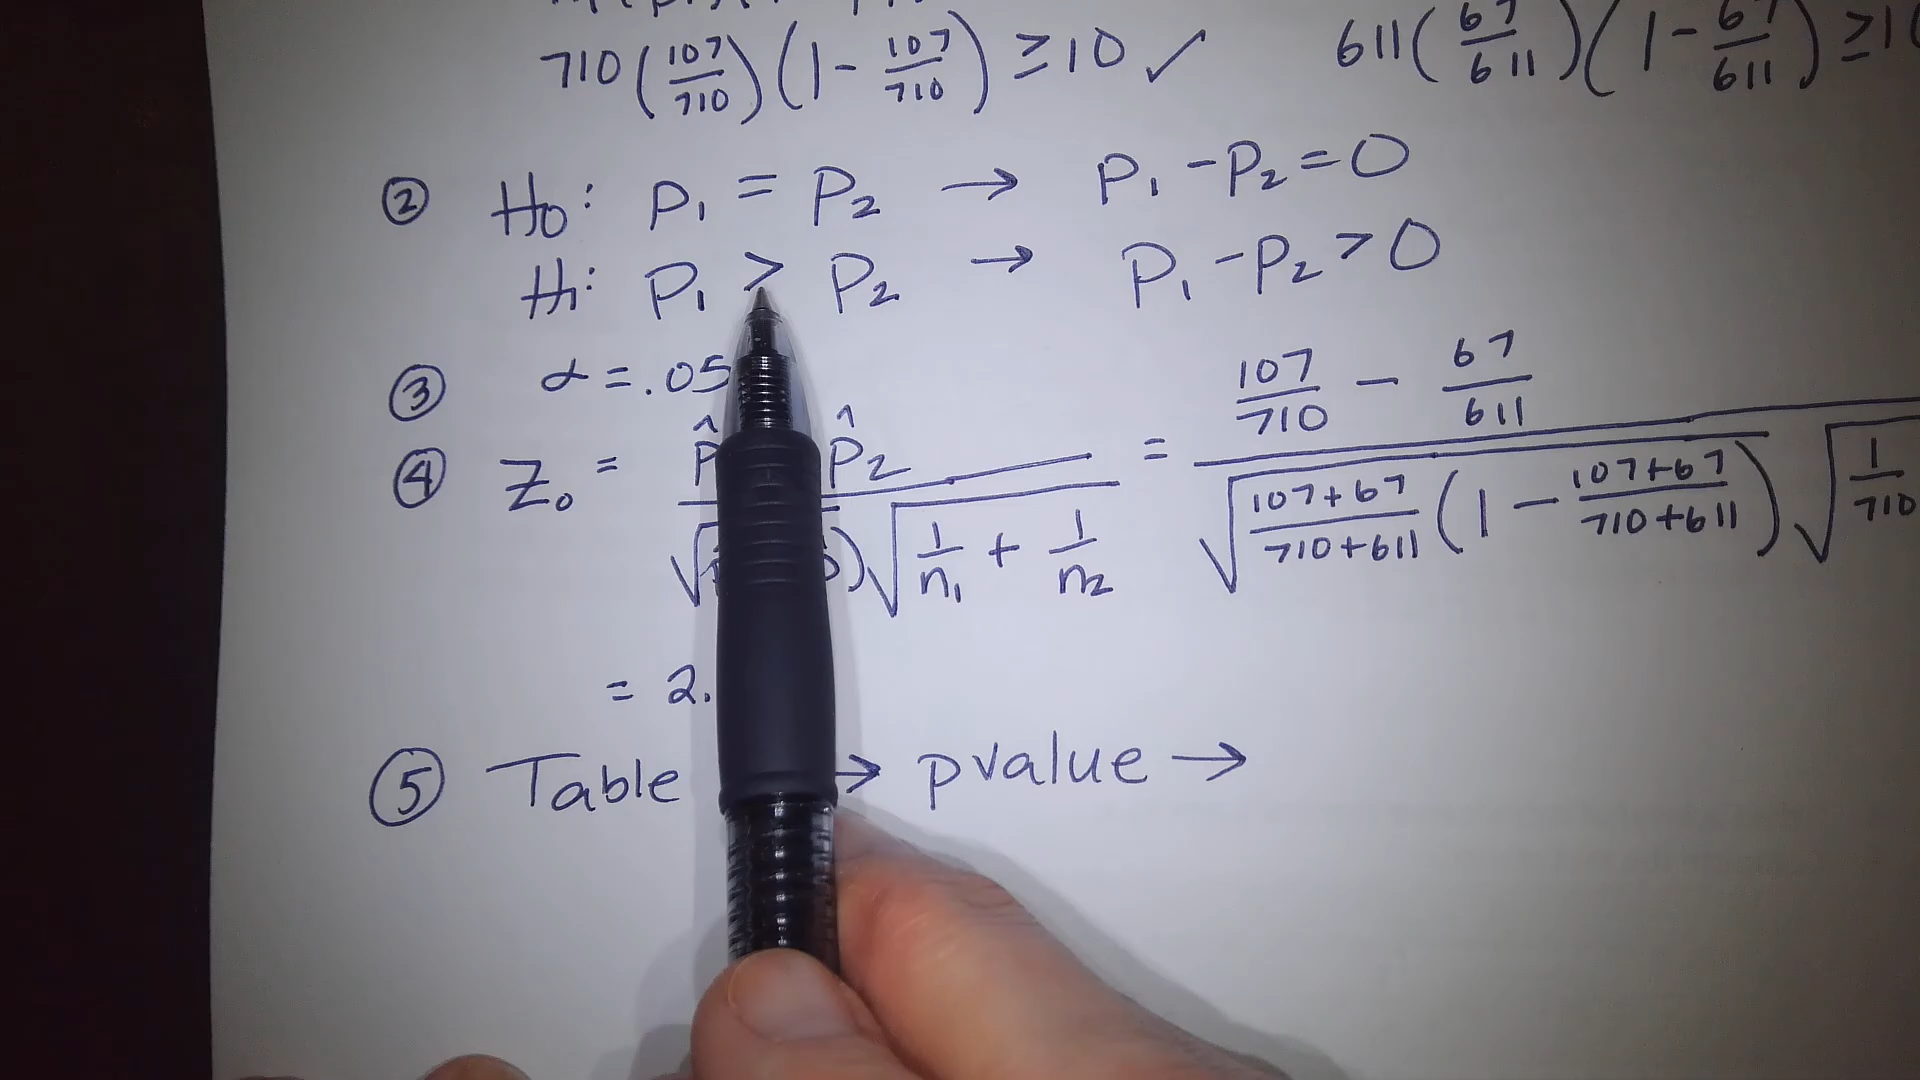 710(107/710)(1 - 107/710) ≥ 10 ✓ 611(67/611)(1 - 67/611) ≥ 10
② H0: P1 = P2 → P1 - P2 = 0
H1: P1 > P2 → P1 - P2 > 0
③ α = .05
④ Z0 = p̂ p̂2 / √ ) √(1/n1 + 1/n2) = (107/710 - 67/611) / √(107+67/710+611 (1 - 107+67/710+611)) √(1/710
= 2.
⑤ Table → pvalue →